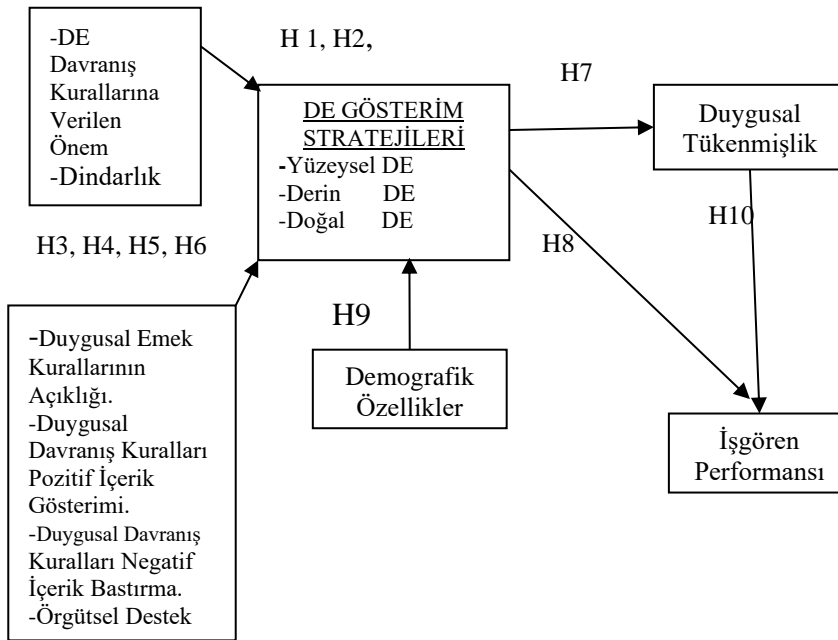 -DE
Davranış
Kurallarına
Verilen
Önem
-Dindarlık
H 1, H2,
DE GÖSTERİM
STRATEJİLERİ
-Yüzeysel DE
-Derin DE
-Doğal DE
H7
Duygusal
Tükenmişlik
H3, H4, H5, H6
H8
H10
H9
-Duygusal Emek
Kurallarının
Açıklığı.
-Duygusal
Davranış Kuralları
Pozitif İçerik
Gösterimi.
-Duygusal Davranış
Kuralları Negatif
İçerik Bastırma.
-Örgütsel Destek
Demografik
Özellikler
İşgören
Performansı